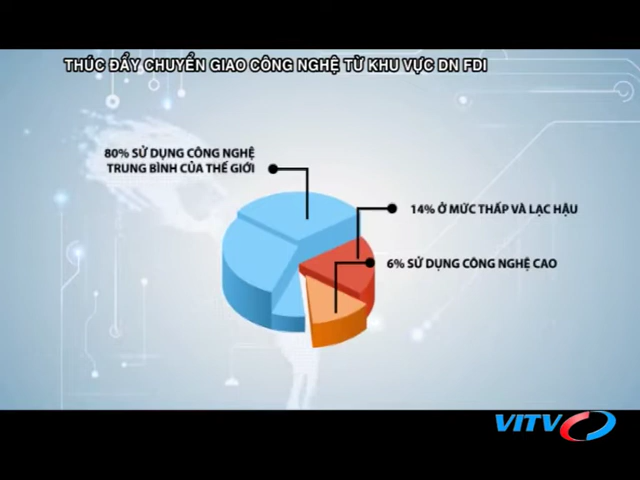 THÚC ĐẨY CHUYỂN GIAO CÔNG NGHỆ TỪ KHU VỰC DN FDI
80% SỬ DỤNG CÔNG NGHỆ
TRUNG BÌNH CỦA THẾ GIỚI
14% Ở MỨC THẤP VÀ LẠC HẬU
6% SỬ DỤNG CÔNG NGHỆ CAO
VITV